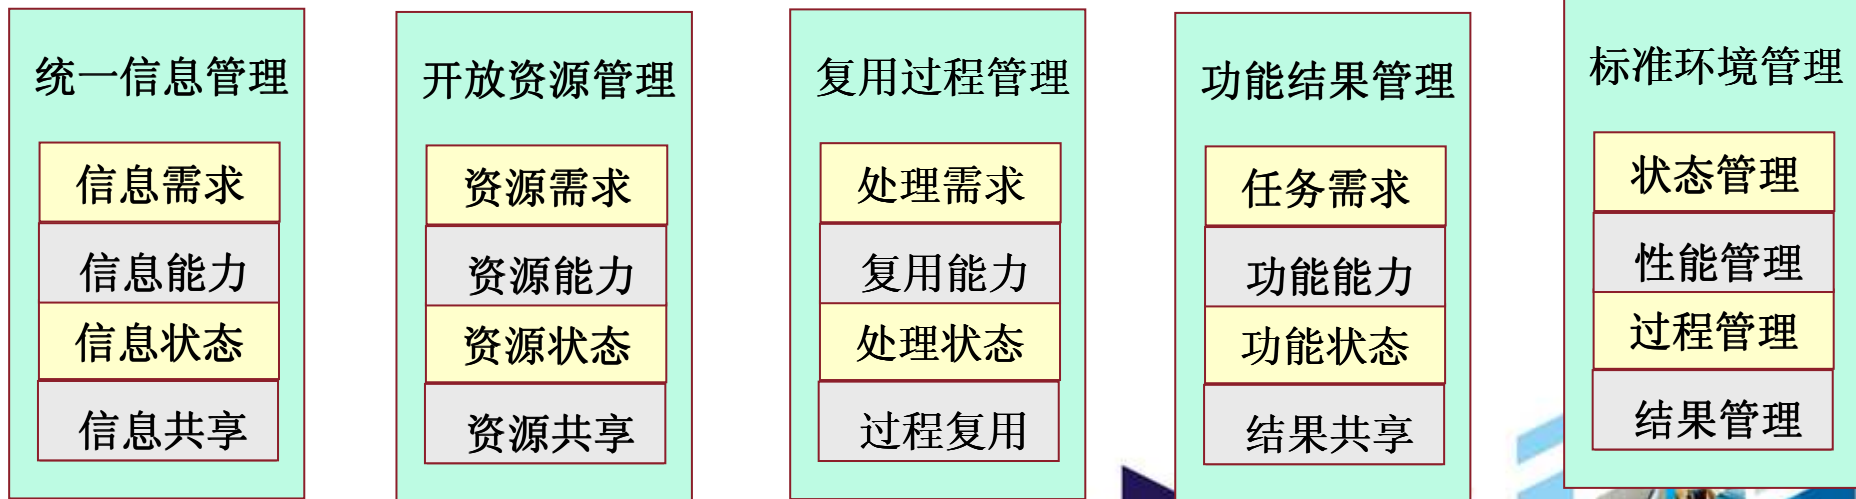 统一信息管理
信息需求
信息能力
信息状态
信息共享
开放资源管理
资源需求
资源能力
资源状态
资源共享
复用过程管理
处理需求
复用能力
处理状态
过程复用
功能结果管理
任务需求
功能能力
功能状态
结果共享
标准环境管理
状态管理
性能管理
过程管理
结果管理